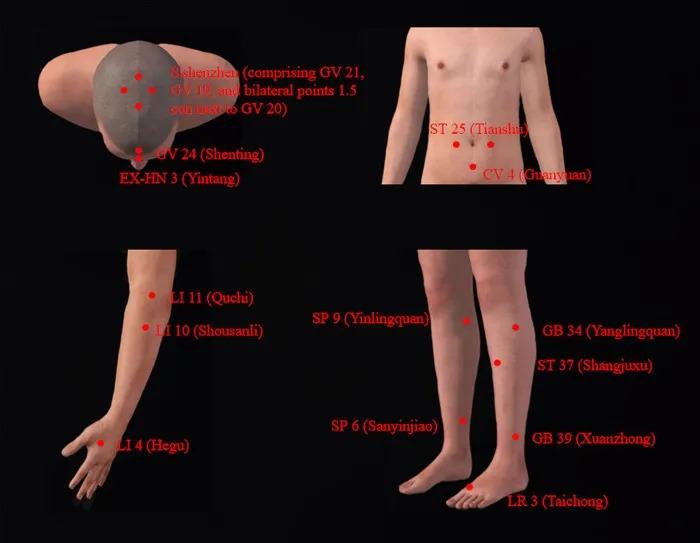 Sishenzhen (comprising GV 21,
GV 19, and bilateral points 1.5
cun next to GV 20)
GV 24 (Shenting)
EX-HN 3 (Yintang)
ST 25 (Tianshu)
CV 4 (Guanyuan)
LI 11 (Quchi)
LI 10 (Shousanli)
LI 4 (Hegu)
SP 9 (Yinlingquan)
GB 34 (Yanglingquan)
ST 37 (Shangjuxu)
SP 6 (Sanyinjiao)
GB 39 (Xuanzhong)
LR 3 (Taichong)